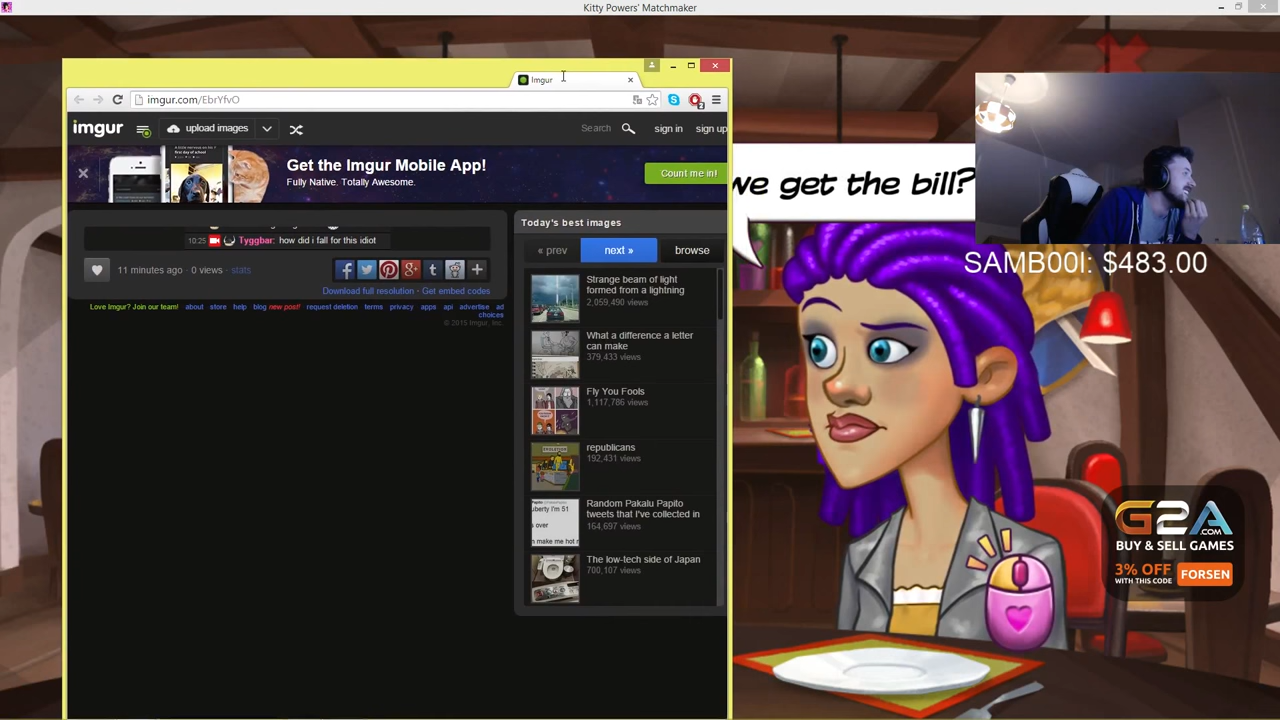 Kitty Powers' Matchmaker
Imgur
imgur.com/EbrYfvO
imgur
upload images
Search
sign in
sign up
Get the Imgur Mobile App!
Fully Native. Totally Awesome.
Count me in!
we get the bill?
10:25 Tyggbar: how did i fall for this idiot
11 minutes ago · 0 views · stats
Download full resolution · Get embed codes
Love Imgur? Join our team! about store help blog new post! request deletion terms privacy apps api advertise ad
choices
© 2015 Imgur, Inc.
Today's best images
« prev
next »
browse
Strange beam of light
formed from a lightning
2,059,490 views
What a difference a letter
can make
379,433 views
Fly You Fools
1,117,786 views
republicans
192,431 views
Random Pakalu Papito
tweets that I've collected in
164,697 views
The low-tech side of Japan
700,107 views
SAMB00I: $483.00
G2A
.COM
BUY & SELL GAMES
3% OFF
WITH THIS CODE
FORSEN